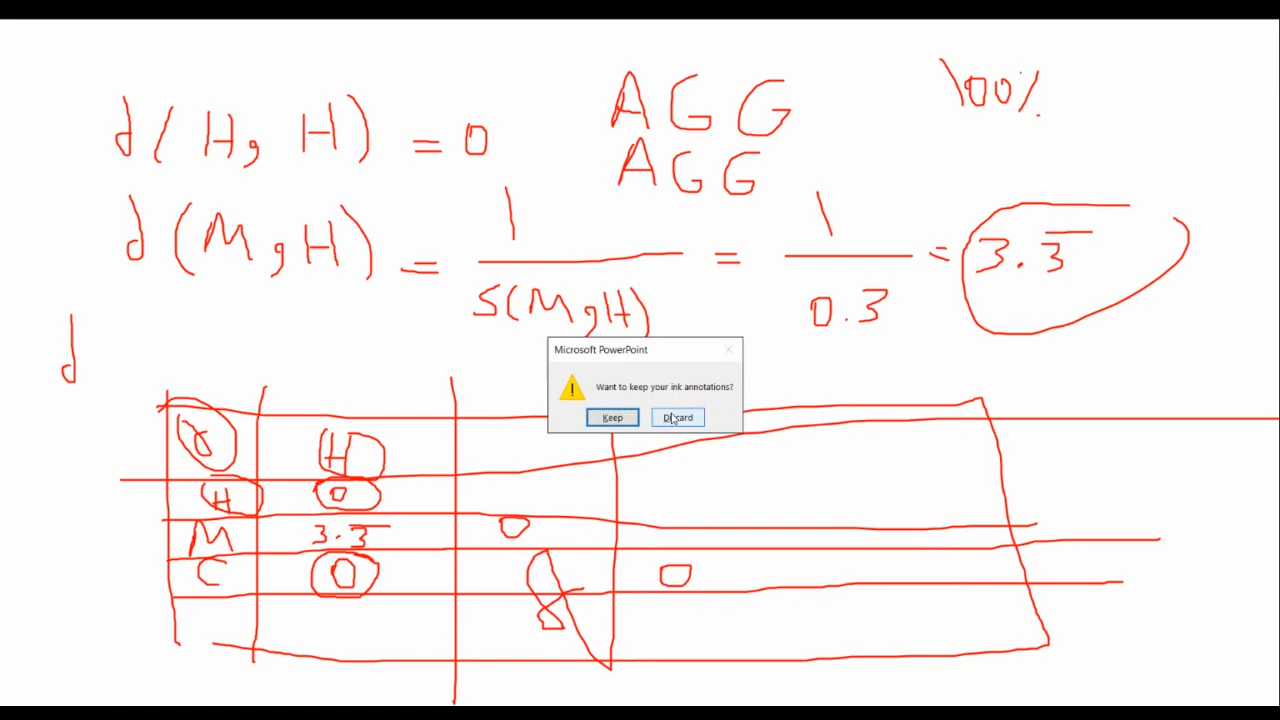 d(H, H) = 0
AGG
AGG
100%
d(M,H) = 1 / S(M,H) = 1 / 0.3 = 3.3
d
Microsoft PowerPoint
Want to keep your ink annotations?
Keep
Discard
H
H 0
M 3.3 0
C 0 0